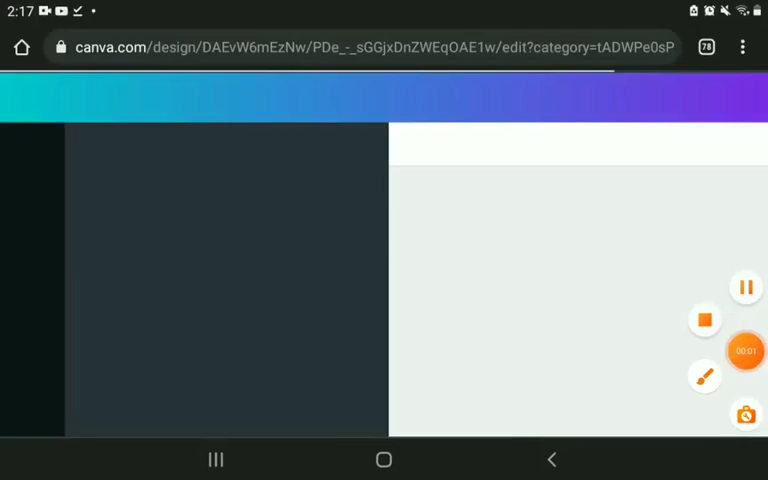 2:17
canva.com/design/DAEvW6mEzNw/PDe_-_sGGjxDnZWEqOAE1w/edit?category=tADWPe0sP
78
00:01